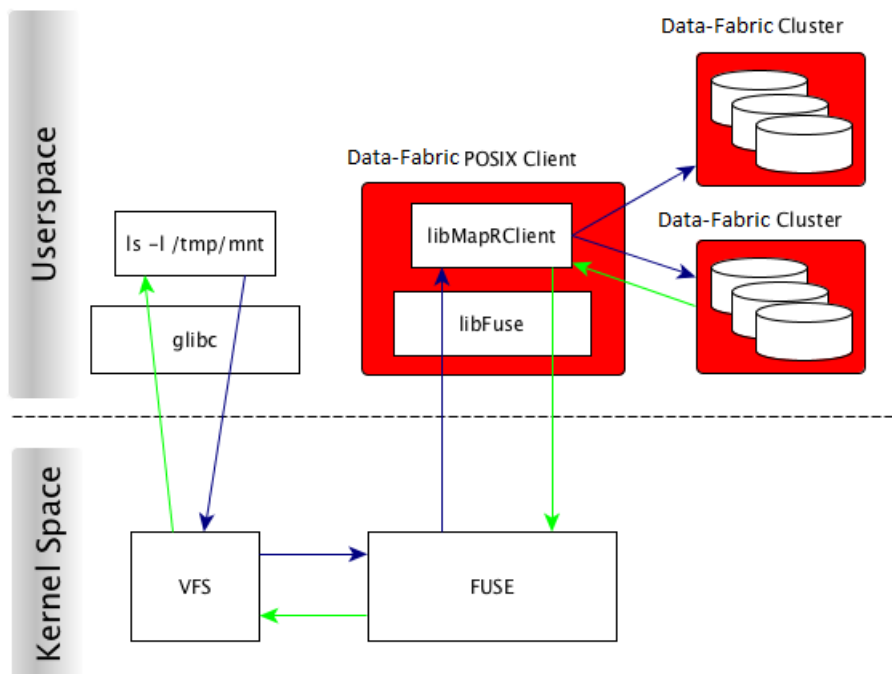 Data-Fabric Cluster
Userspace
Data-Fabric POSIX Client
ls -l /tmp/mnt
libMapRClient
Data-Fabric Cluster
glibc
libFuse
Kernel Space
VFS
FUSE